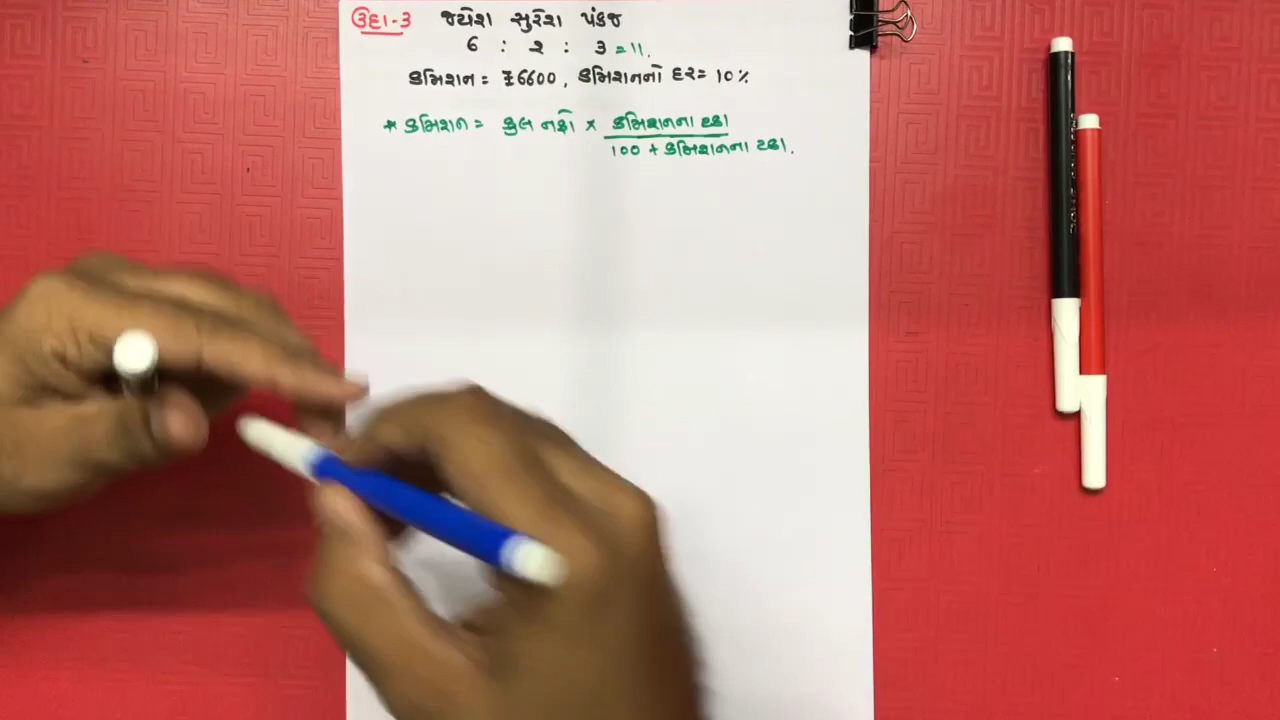 ઉદા-3 જયેશ સુરેશ પંકજ
6 : 2 : 3 = 11.
કમિશન = ₹6600, કમિશનનો દર = 10%
* કમિશન = કુલ નફો × કમિશનના ટકા
100 + કમિશનના ટકા.